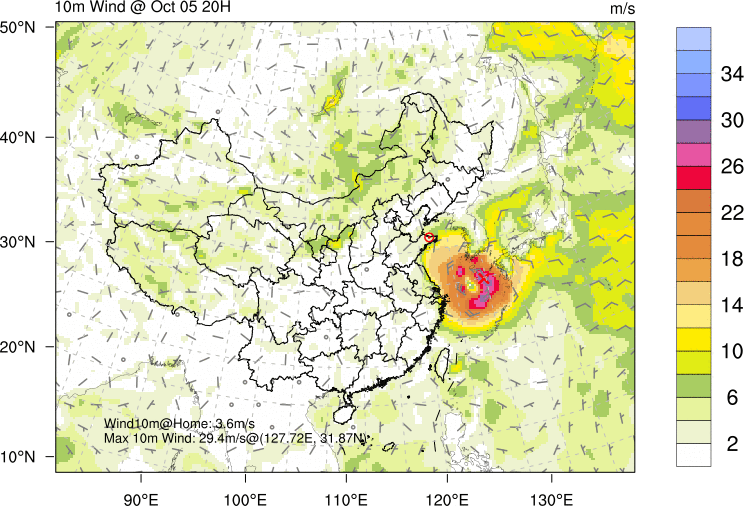 10m Wind @ Oct 05 20H
m/s
50°N
40°N
30°N
20°N
10°N
90°E
100°E
110°E
120°E
130°E
34
30
26
22
18
14
10
6
2
Wind10m@Home: 3.6m/s
Max 10m Wind: 29.4m/s@(127.72E, 31.87N)